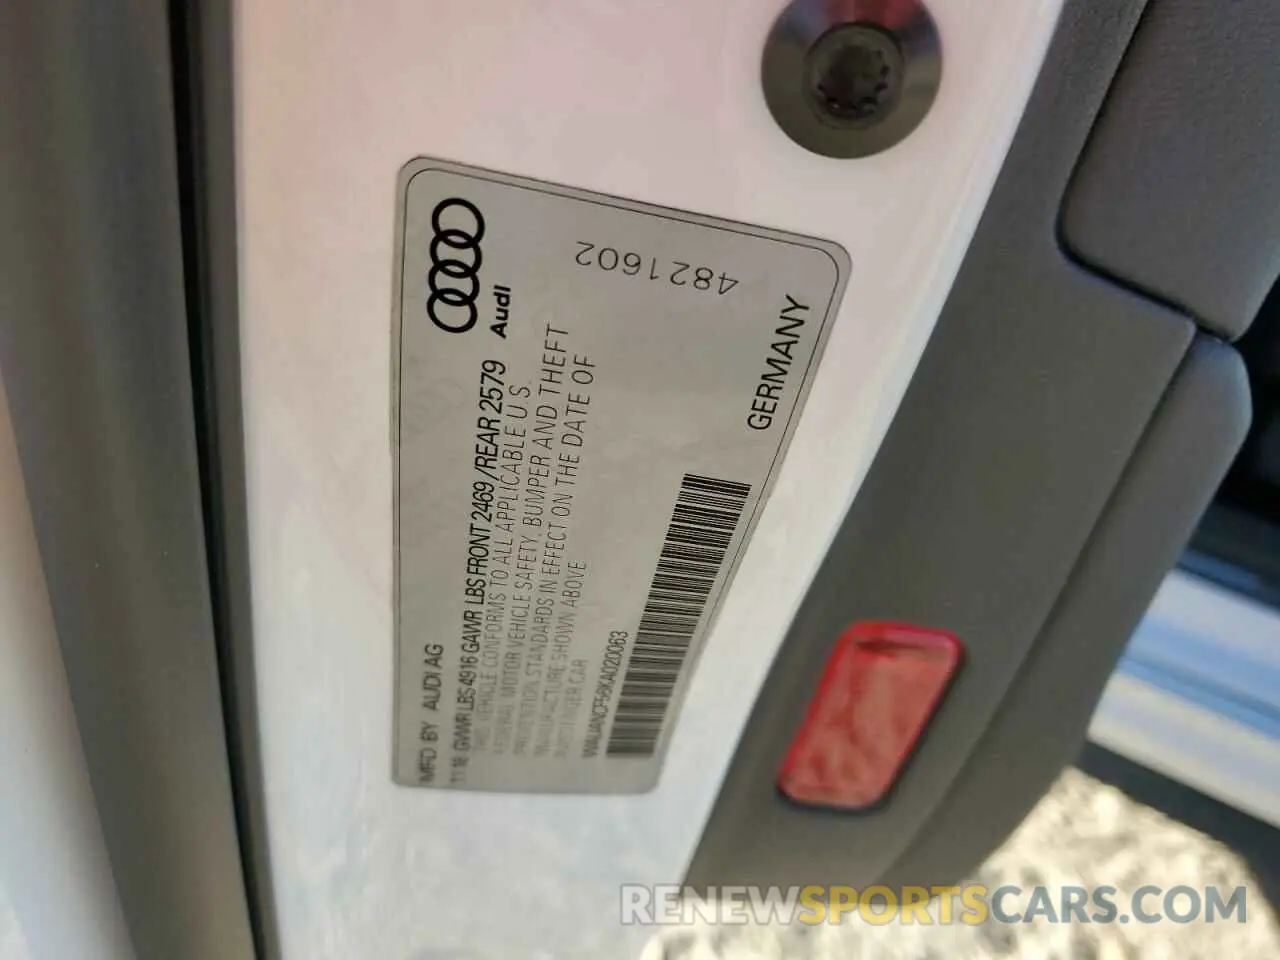 Audi
4821602
MFD BY AUDI AG
11.18 GVWR LBS 4916 GAWR LBS FRONT 2469 /REAR 2579
THIS VEHICLE CONFORMS TO ALL APPLICABLE U.S.
FEDERAL MOTOR VEHICLE SAFETY, BUMPER AND THEFT
PREVENTION STANDARDS IN EFFECT ON THE DATE OF
MANUFACTURE SHOWN ABOVE
PASSENGER CAR
WAUANCF56KA020063
GERMANY
RENEWSPORTSCARS.COM